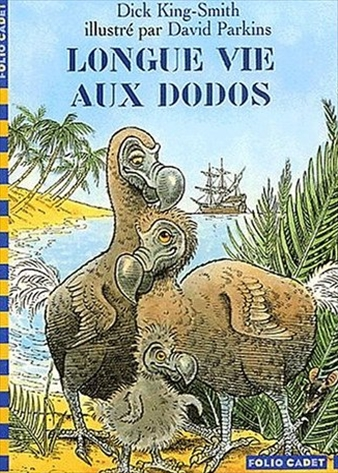 Dick King-Smith
illustré par David Parkins
LONGUE VIE
AUX DODOS
FOLIO CADET
FOLIO CADET